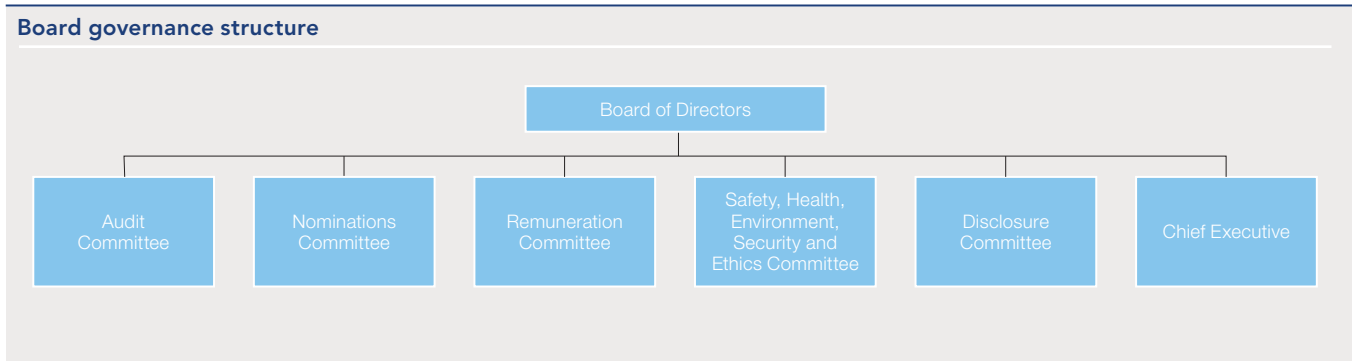 Board governance structure
Board of Directors
Audit
Committee
Nominations
Committee
Remuneration
Committee
Safety, Health,
Environment,
Security and
Ethics Committee
Disclosure
Committee
Chief Executive